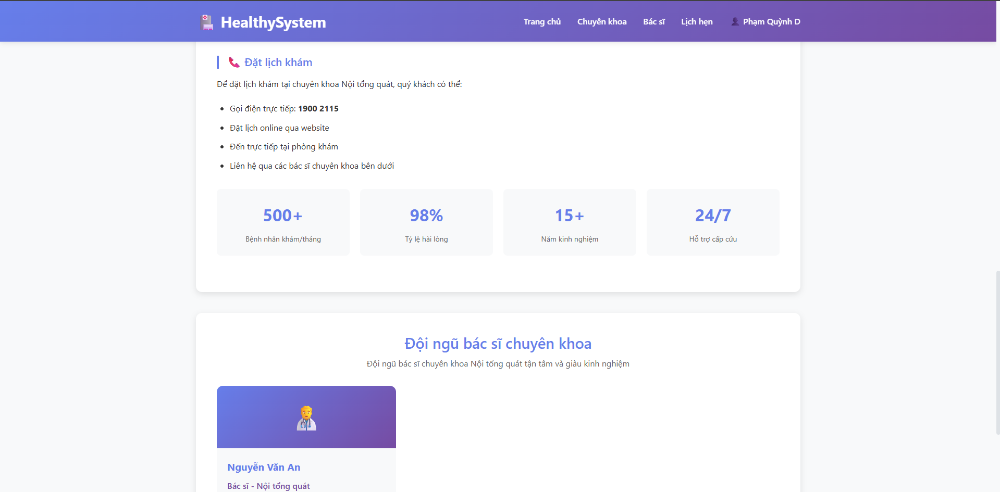 HealthySystem
Trang chủ
Chuyên khoa
Bác sĩ
Lịch hẹn
Phạm Quỳnh D
Đặt lịch khám
Để đặt lịch khám tại chuyên khoa Nội tổng quát, quý khách có thể:
Gọi điện trực tiếp: 1900 2115
Đặt lịch online qua website
Đến trực tiếp tại phòng khám
Liên hệ qua các bác sĩ chuyên khoa bên dưới
500+
Bệnh nhân khám/tháng
98%
Tỷ lệ hài lòng
15+
Năm kinh nghiệm
24/7
Hỗ trợ cấp cứu
Đội ngũ bác sĩ chuyên khoa
Đội ngũ bác sĩ chuyên khoa Nội tổng quát tận tâm và giàu kinh nghiệm
Nguyễn Văn An
Bác sĩ - Nội tổng quát